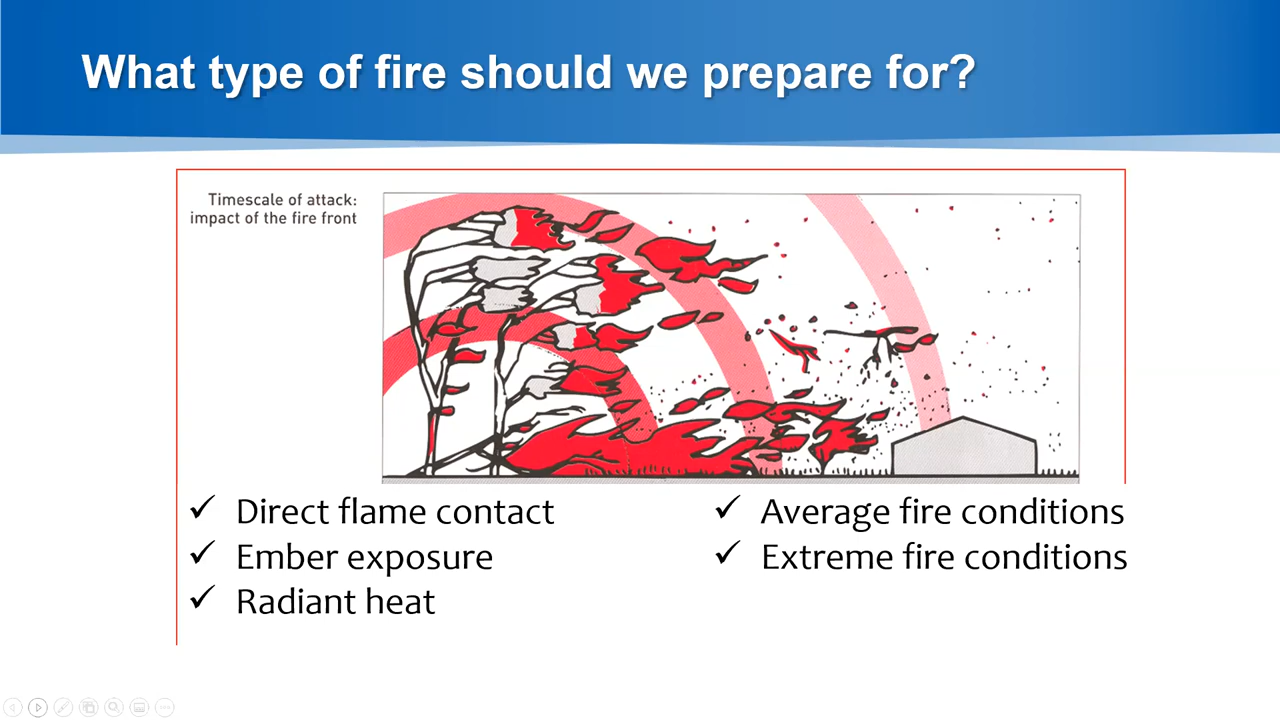 What type of fire should we prepare for?
Timescale of attack:
impact of the fire front
✓ Direct flame contact
✓ Ember exposure
✓ Radiant heat
✓ Average fire conditions
✓ Extreme fire conditions